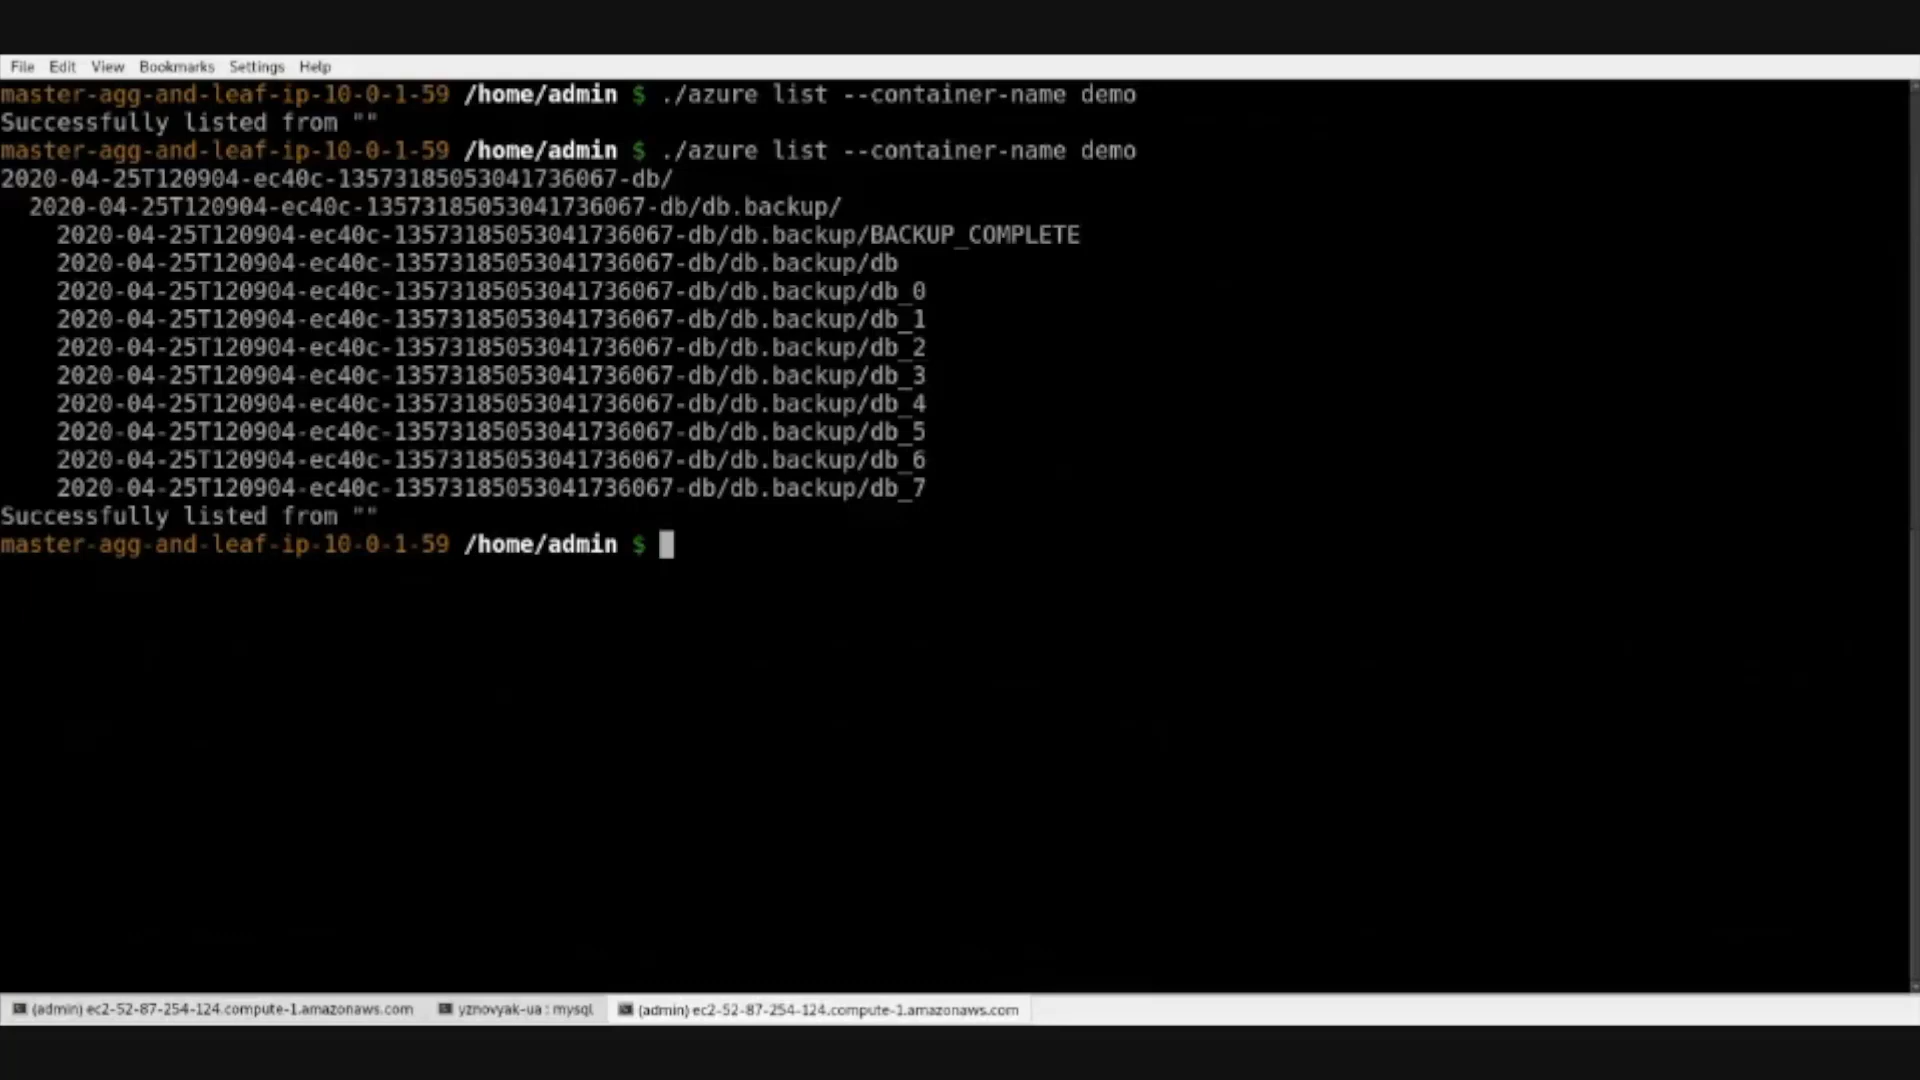 File Edit View Bookmarks Settings Help
master-agg-and-leaf-ip-10-0-1-59 /home/admin $ ./azure list --container-name demo
Successfully listed from ""
master-agg-and-leaf-ip-10-0-1-59 /home/admin $ ./azure list --container-name demo
2020-04-25T120904-ec40c-13573185053041736067-db/
  2020-04-25T120904-ec40c-13573185053041736067-db/db.backup/
    2020-04-25T120904-ec40c-13573185053041736067-db/db.backup/BACKUP_COMPLETE
    2020-04-25T120904-ec40c-13573185053041736067-db/db.backup/db
    2020-04-25T120904-ec40c-13573185053041736067-db/db.backup/db_0
    2020-04-25T120904-ec40c-13573185053041736067-db/db.backup/db_1
    2020-04-25T120904-ec40c-13573185053041736067-db/db.backup/db_2
    2020-04-25T120904-ec40c-13573185053041736067-db/db.backup/db_3
    2020-04-25T120904-ec40c-13573185053041736067-db/db.backup/db_4
    2020-04-25T120904-ec40c-13573185053041736067-db/db.backup/db_5
    2020-04-25T120904-ec40c-13573185053041736067-db/db.backup/db_6
    2020-04-25T120904-ec40c-13573185053041736067-db/db.backup/db_7
Successfully listed from ""
master-agg-and-leaf-ip-10-0-1-59 /home/admin $
(admin) ec2-52-87-254-124.compute-1.amazonaws.com yznovyak-ua : mysql (admin) ec2-52-87-254-124.compute-1.amazonaws.com